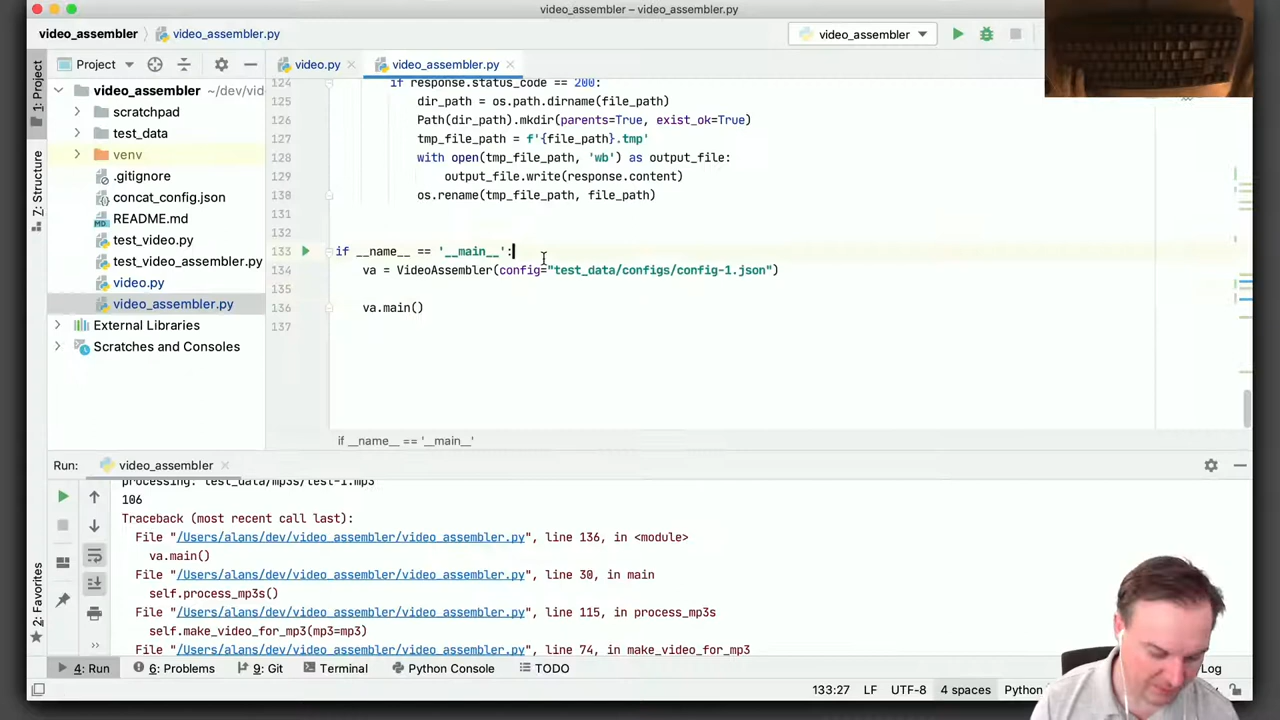 video_assembler – video_assembler.py
video_assembler
video_assembler.py
video_assembler
Project
video.py
video_assembler.py
1: Project
Z: Structure
2: Favorites
video_assembler ~/dev/vid
scratchpad
test_data
venv
.gitignore
concat_config.json
README.md
test_video.py
test_video_assembler.py
video.py
video_assembler.py
External Libraries
Scratches and Consoles
124 if response.status_code == 200:
125 dir_path = os.path.dirname(file_path)
126 Path(dir_path).mkdir(parents=True, exist_ok=True)
127 tmp_file_path = f'{file_path}.tmp'
128 with open(tmp_file_path, 'wb') as output_file:
129 output_file.write(response.content)
130 os.rename(tmp_file_path, file_path)
131
132
133 if __name__ == '__main__':
134 va = VideoAssembler(config="test_data/configs/config-1.json")
135
136 va.main()
137
if __name__ == '__main__'
Run: video_assembler
processing: test_data/mp3s/test-1.mp3
106
Traceback (most recent call last):
File "/Users/alans/dev/video_assembler/video_assembler.py", line 136, in <module>
va.main()
File "/Users/alans/dev/video_assembler/video_assembler.py", line 30, in main
self.process_mp3s()
File "/Users/alans/dev/video_assembler/video_assembler.py", line 115, in process_mp3s
self.make_video_for_mp3(mp3=mp3)
File "/Users/alans/dev/video_assembler/video_assembler.py", line 74, in make_video_for_mp3
4: Run
6: Problems
9: Git
Terminal
Python Console
TODO
Log
133:27 LF UTF-8 4 spaces Python